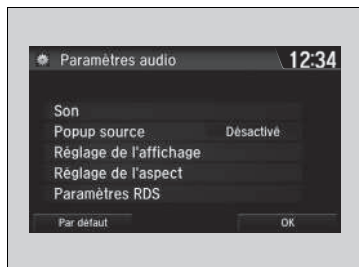 Paramètres audio
12:34
Son
Popup source Désactivé
Réglage de l'affichage
Réglage de l'aspect
Paramètres RDS
Par défaut
OK